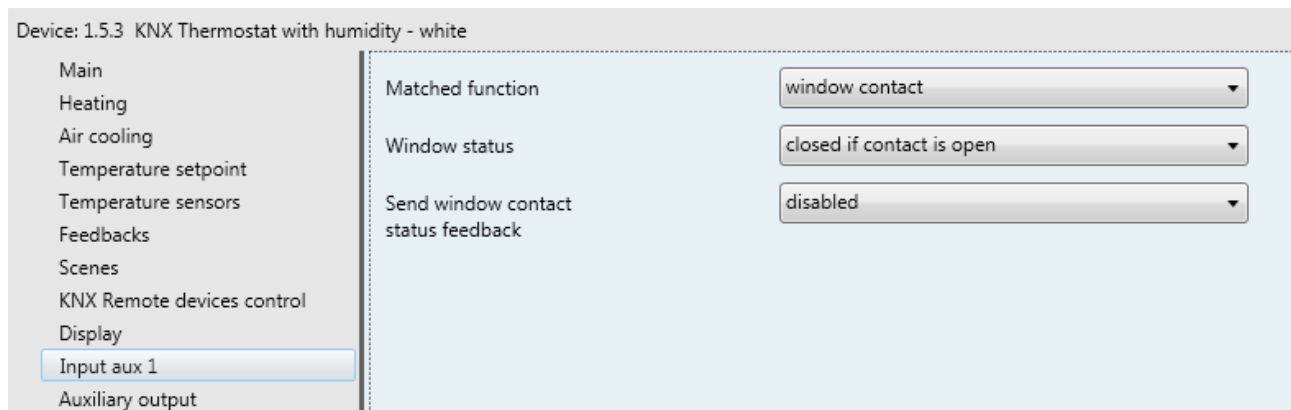 Device: 1.5.3 KNX Thermostat with humidity - white
Main
Heating
Air cooling
Temperature setpoint
Temperature sensors
Feedbacks
Scenes
KNX Remote devices control
Display
Input aux 1
Auxiliary output
Matched function
window contact
Window status
closed if contact is open
Send window contact
status feedback
disabled